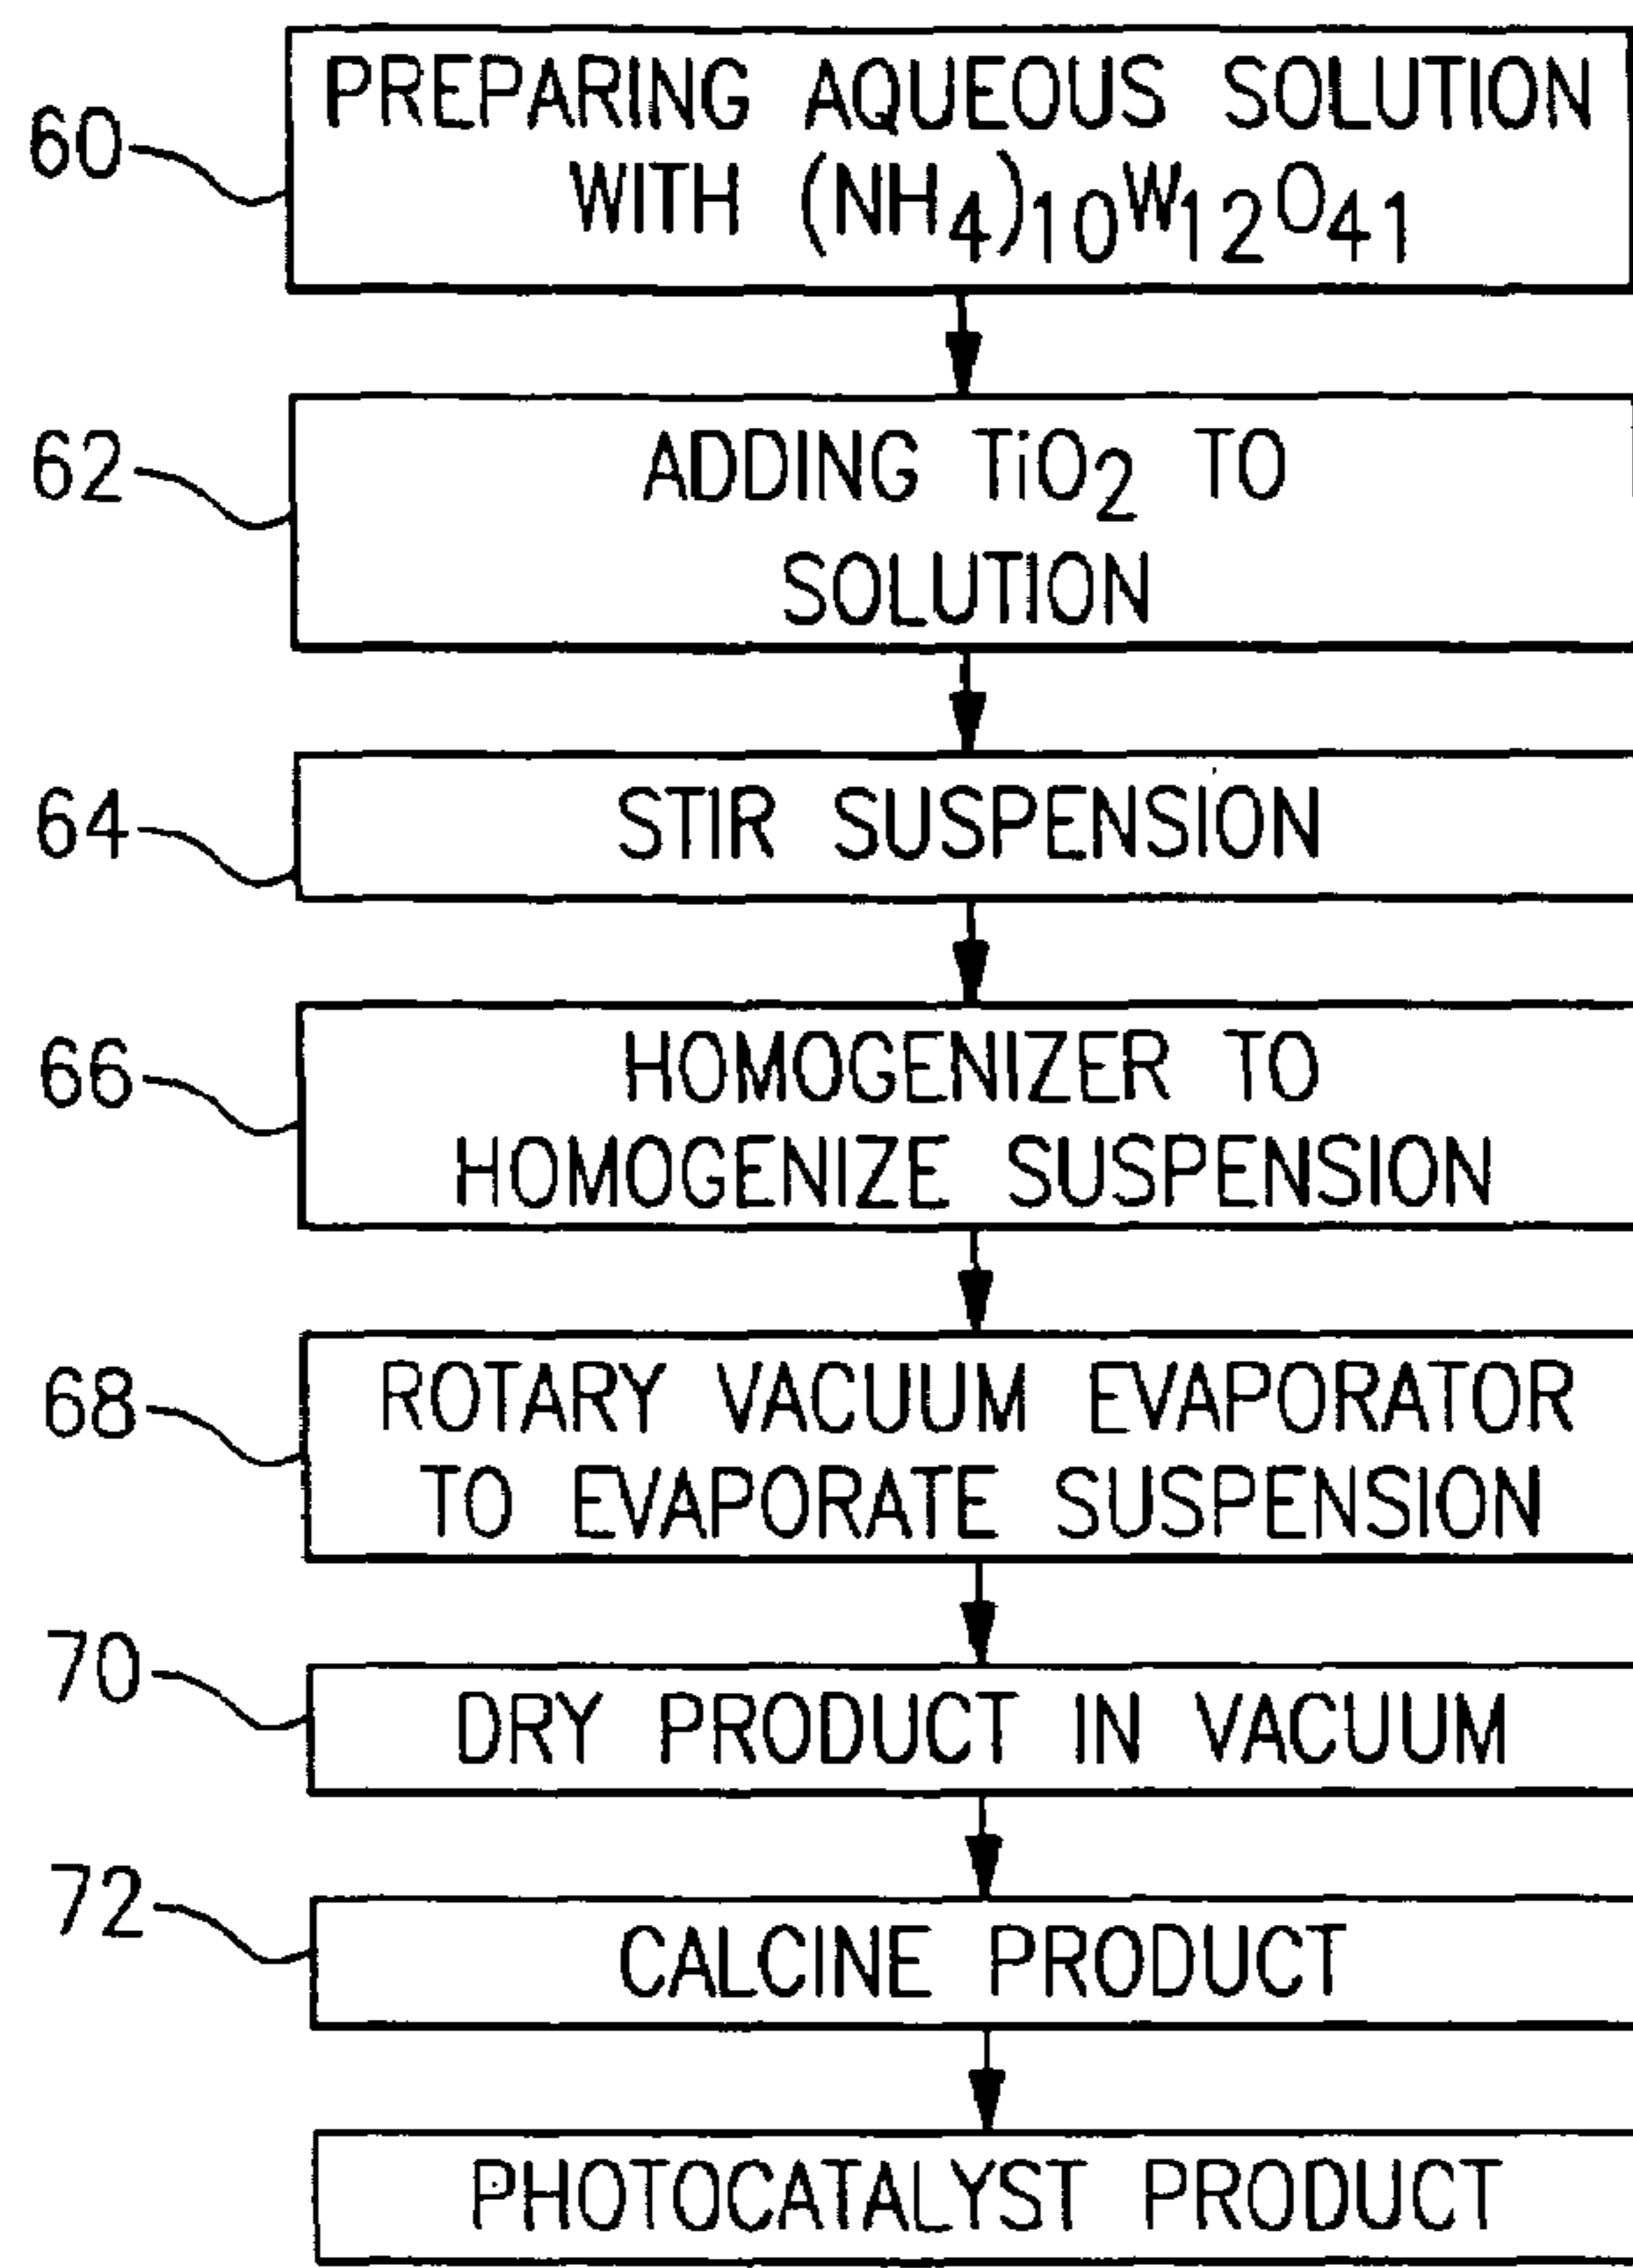 60
PREPARING AQUEOUS SOLUTION
WITH (NH4)10W12O41
62
ADDING TiO2 TO
SOLUTION
64
STIR SUSPENSION
66
HOMOGENIZER TO
HOMOGENIZE SUSPENSION
68
ROTARY VACUUM EVAPORATOR
TO EVAPORATE SUSPENSION
70
DRY PRODUCT IN VACUUM
72
CALCINE PRODUCT
PHOTOCATALYST PRODUCT